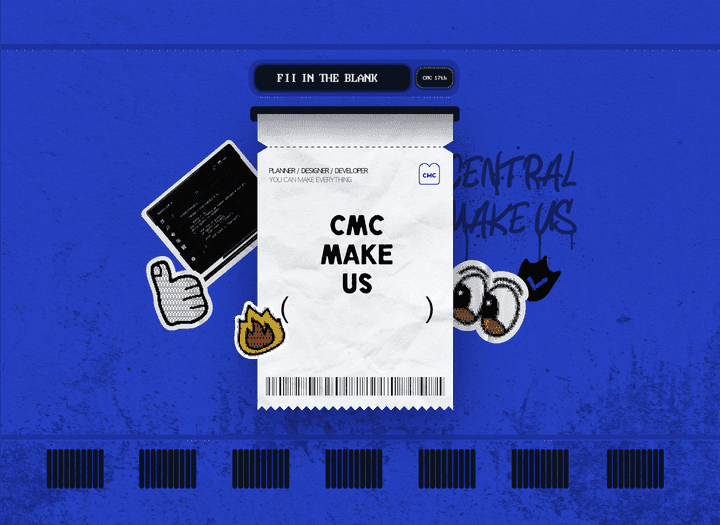 FII IN THE BLANK
CMC 17th
PLANNER / DESIGNER / DEVELOPER
YOU CAN MAKE EVERYTHING
CMC
CMC
MAKE
US
(                )
CENTRAL
MAKE US